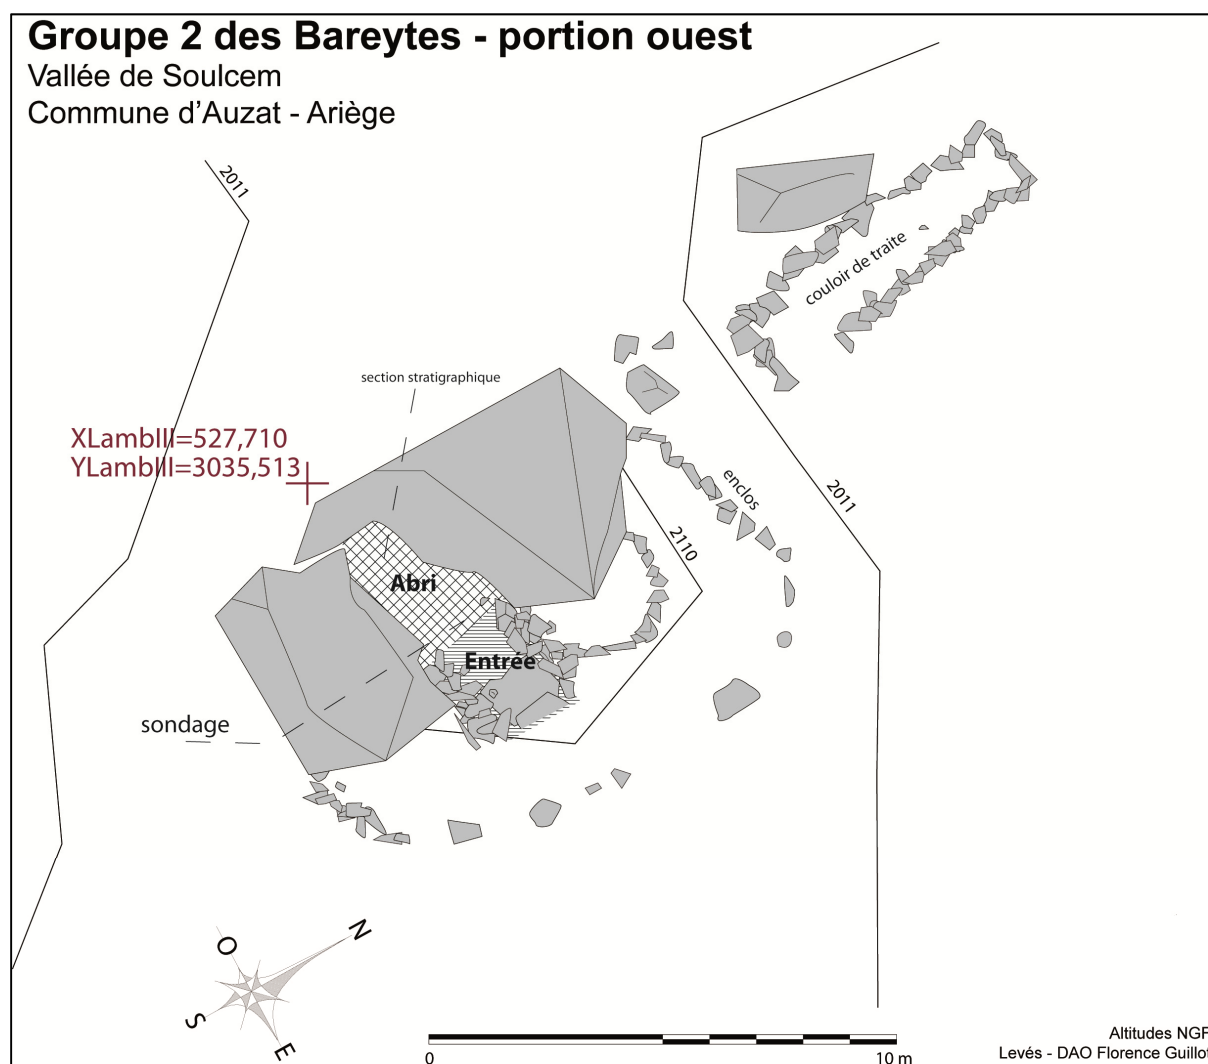 Groupe 2 des Bareytes - portion ouest
Vallée de Soulcem
Commune d'Auzat - Ariège
2011
couloir de traite
section stratigraphique
XLambIII=527,710
YLambIII=3035,513
enclos
2011
2110
Abri
Entrée
sondage
O
N
S
E
0
10 m
Altitudes NGF
Levés - DAO Florence Guillot